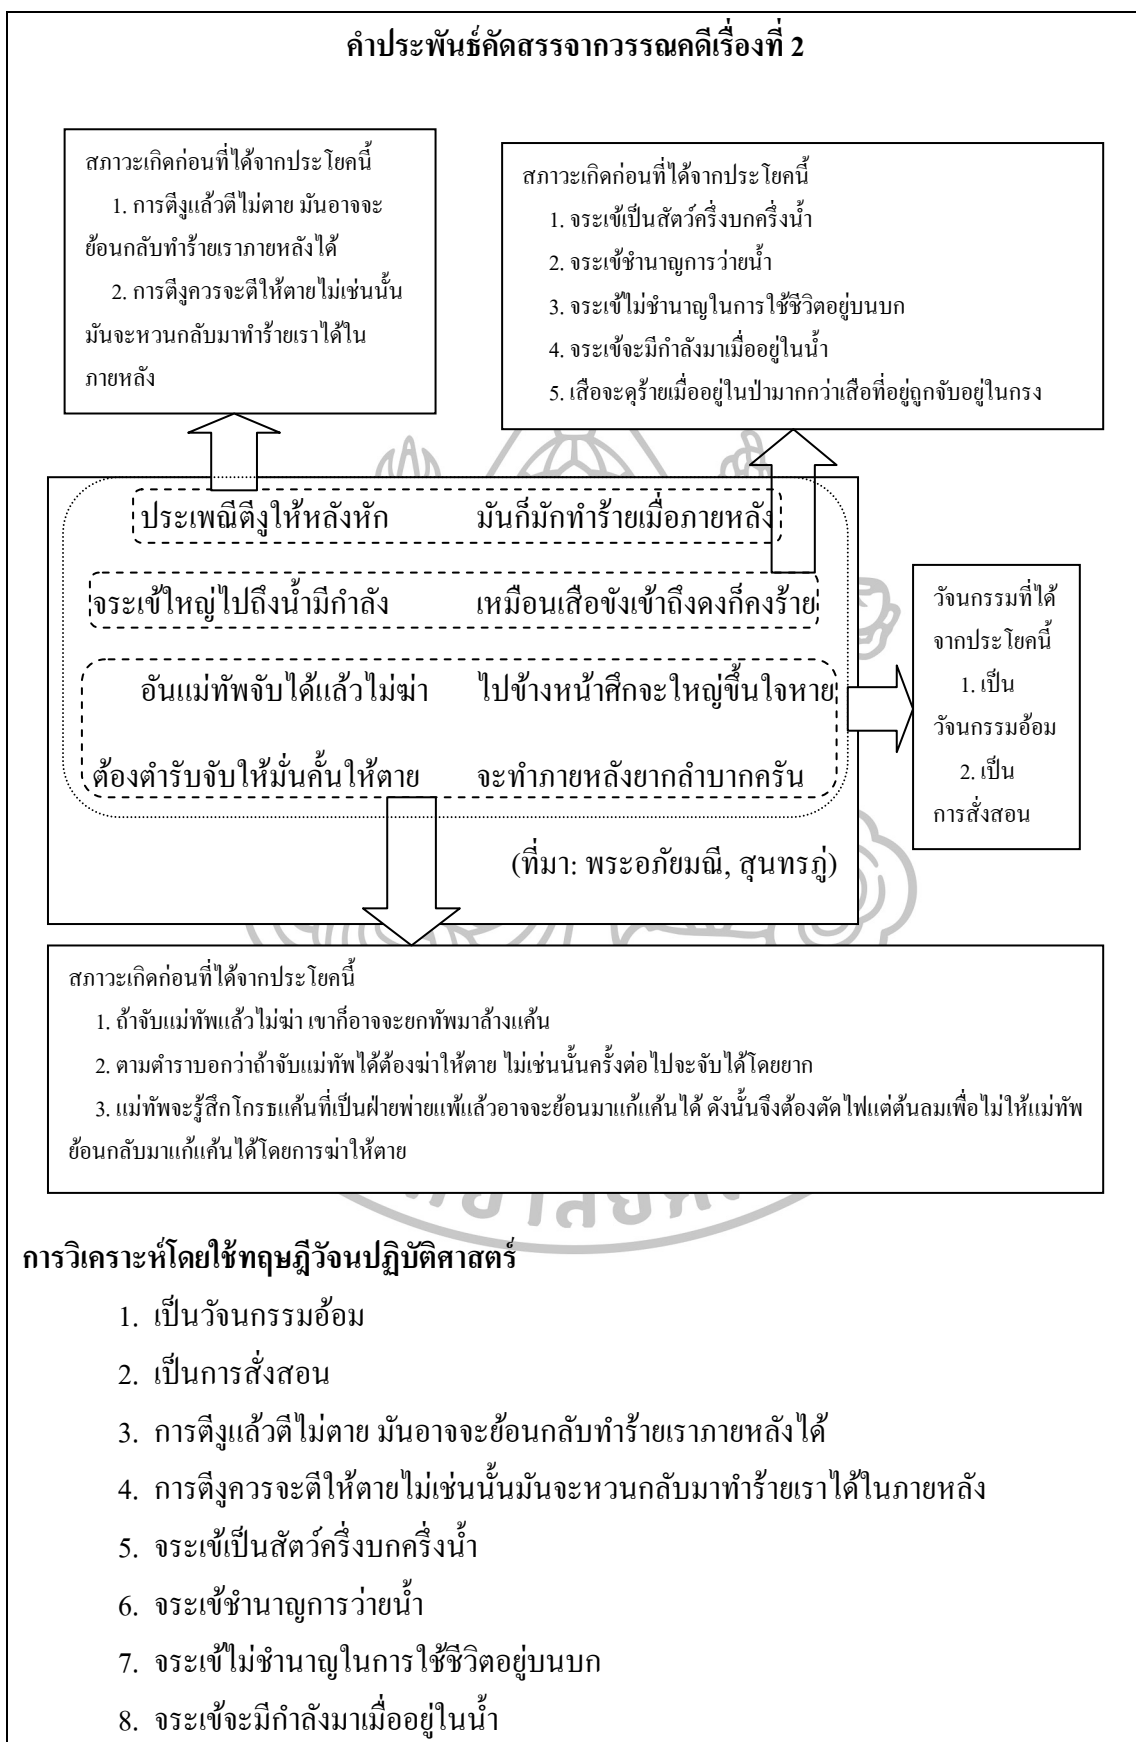 คำประพันธ์คัดสรรจากวรรณคดีเรื่องที่ 2
สภาวะเกิดก่อนที่ได้จากประโยคนี้
1. การตีงูแล้วตีไม่ตาย มันอาจจะ
ย้อนกลับทำร้ายเราภายหลังได้
2. การตีงูควรจะตีให้ตายไม่เช่นนั้น
มันจะหวนกลับมาทำร้ายเราได้ใน
ภายหลัง
สภาวะเกิดก่อนที่ได้จากประโยคนี้
1. จระเข้เป็นสัตว์ครึ่งบกครึ่งน้ำ
2. จระเข้ชำนาญการว่ายน้ำ
3. จระเข้ไม่ชำนาญในการใช้ชีวิตอยู่บนบก
4. จระเข้จะมีกำลังมาเมื่ออยู่ในน้ำ
5. เสือจะดุร้ายเมื่ออยู่ในป่ามากกว่าเสือที่อยู่ถูกจับอยู่ในกรง
ประเพณีตีงูให้หลังหัก มันก็มักทำร้ายเมื่อภายหลัง
จระเข้ใหญ่ไปถึงน้ำมีกำลัง เหมือนเสือขังเข้าถึงดงก็คงร้าย
อันแม่ทัพจับได้แล้วไม่ฆ่า ไปข้างหน้าศึกจะใหญ่ขึ้นใจหาย
ต้องตำรับจับให้มั่นคั้นให้ตาย จะทำภายหลังยากลำบากครัน
(ที่มา: พระอภัยมณี, สุนทรภู่)
วัจนกรรมที่ได้
จากประโยคนี้
1. เป็น
วัจนกรรมอ้อม
2. เป็น
การสั่งสอน
สภาวะเกิดก่อนที่ได้จากประโยคนี้
1. ถ้าจับแม่ทัพแล้วไม่ฆ่า เขาก็อาจจะยกทัพมาล้างแค้น
2. ตามตำราบอกว่าถ้าจับแม่ทัพได้ต้องฆ่าให้ตาย ไม่เช่นนั้นครั้งต่อไปจะจับได้โดยยาก
3. แม่ทัพจะรู้สึกโกรธแค้นที่เป็นฝ่ายพ่ายแพ้แล้วอาจจะย้อนมาแก้แค้นได้ ดังนั้นจึงต้องตัดไฟแต่ต้นลมเพื่อไม่ให้แม่ทัพ
ย้อนกลับมาแก้แค้นได้โดยการฆ่าให้ตาย
การวิเคราะห์โดยใช้ทฤษฎีวัจนปฏิบัติศาสตร์
1. เป็นวัจนกรรมอ้อม
2. เป็นการสั่งสอน
3. การตีงูแล้วตีไม่ตาย มันอาจจะย้อนกลับทำร้ายเราภายหลังได้
4. การตีงูควรจะตีให้ตายไม่เช่นนั้นมันจะหวนกลับมาทำร้ายเราได้ในภายหลัง
5. จระเข้เป็นสัตว์ครึ่งบกครึ่งน้ำ
6. จระเข้ชำนาญการว่ายน้ำ
7. จระเข้ไม่ชำนาญในการใช้ชีวิตอยู่บนบก
8. จระเข้จะมีกำลังมาเมื่ออยู่ในน้ำ